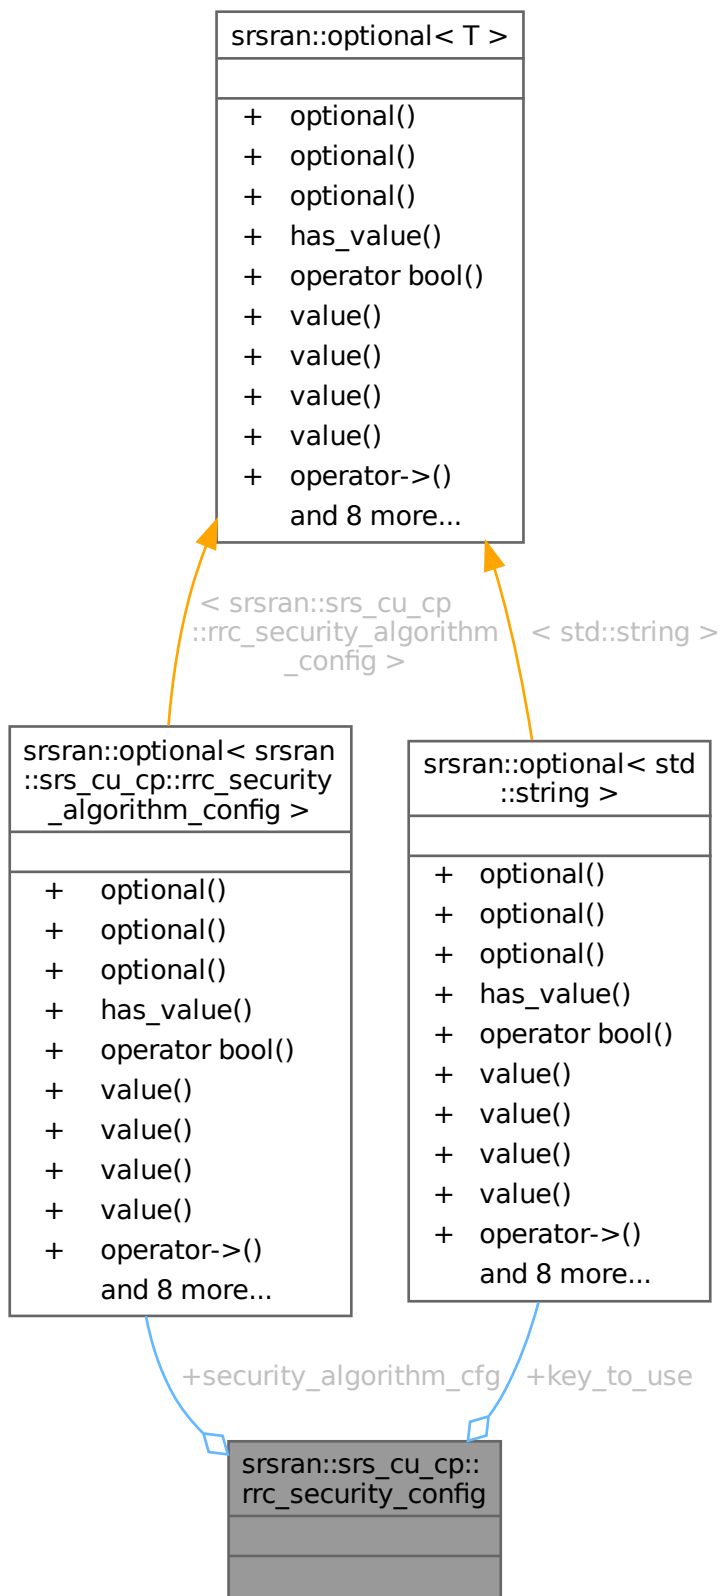 srsran::optional< T >
+ optional()
+ optional()
+ optional()
+ has_value()
+ operator bool()
+ value()
+ value()
+ value()
+ value()
+ operator->()
and 8 more...
< srsran::srs_cu_cp
::rrc_security_algorithm
_config >
< std::string >
srsran::optional< srsran
::srs_cu_cp::rrc_security
_algorithm_config >
+ optional()
+ optional()
+ optional()
+ has_value()
+ operator bool()
+ value()
+ value()
+ value()
+ value()
+ operator->()
and 8 more...
srsran::optional< std
::string >
+ optional()
+ optional()
+ optional()
+ has_value()
+ operator bool()
+ value()
+ value()
+ value()
+ value()
+ operator->()
and 8 more...
+security_algorithm_cfg
+key_to_use
srsran::srs_cu_cp::
rrc_security_config